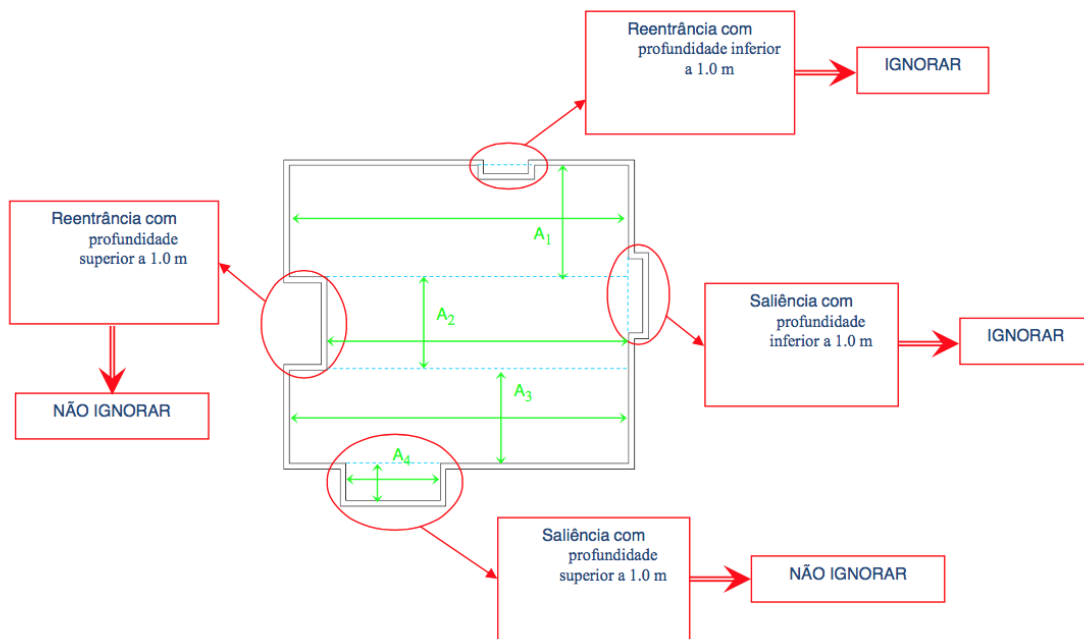 Reentrância com
profundidade inferior
a 1.0 m
IGNORAR
Reentrância com
profundidade
superior a 1.0 m
NÃO IGNORAR
A1
A2
A3
A4
Saliência com
profundidade
inferior a 1.0 m
IGNORAR
Saliência com
profundidade
superior a 1.0 m
NÃO IGNORAR